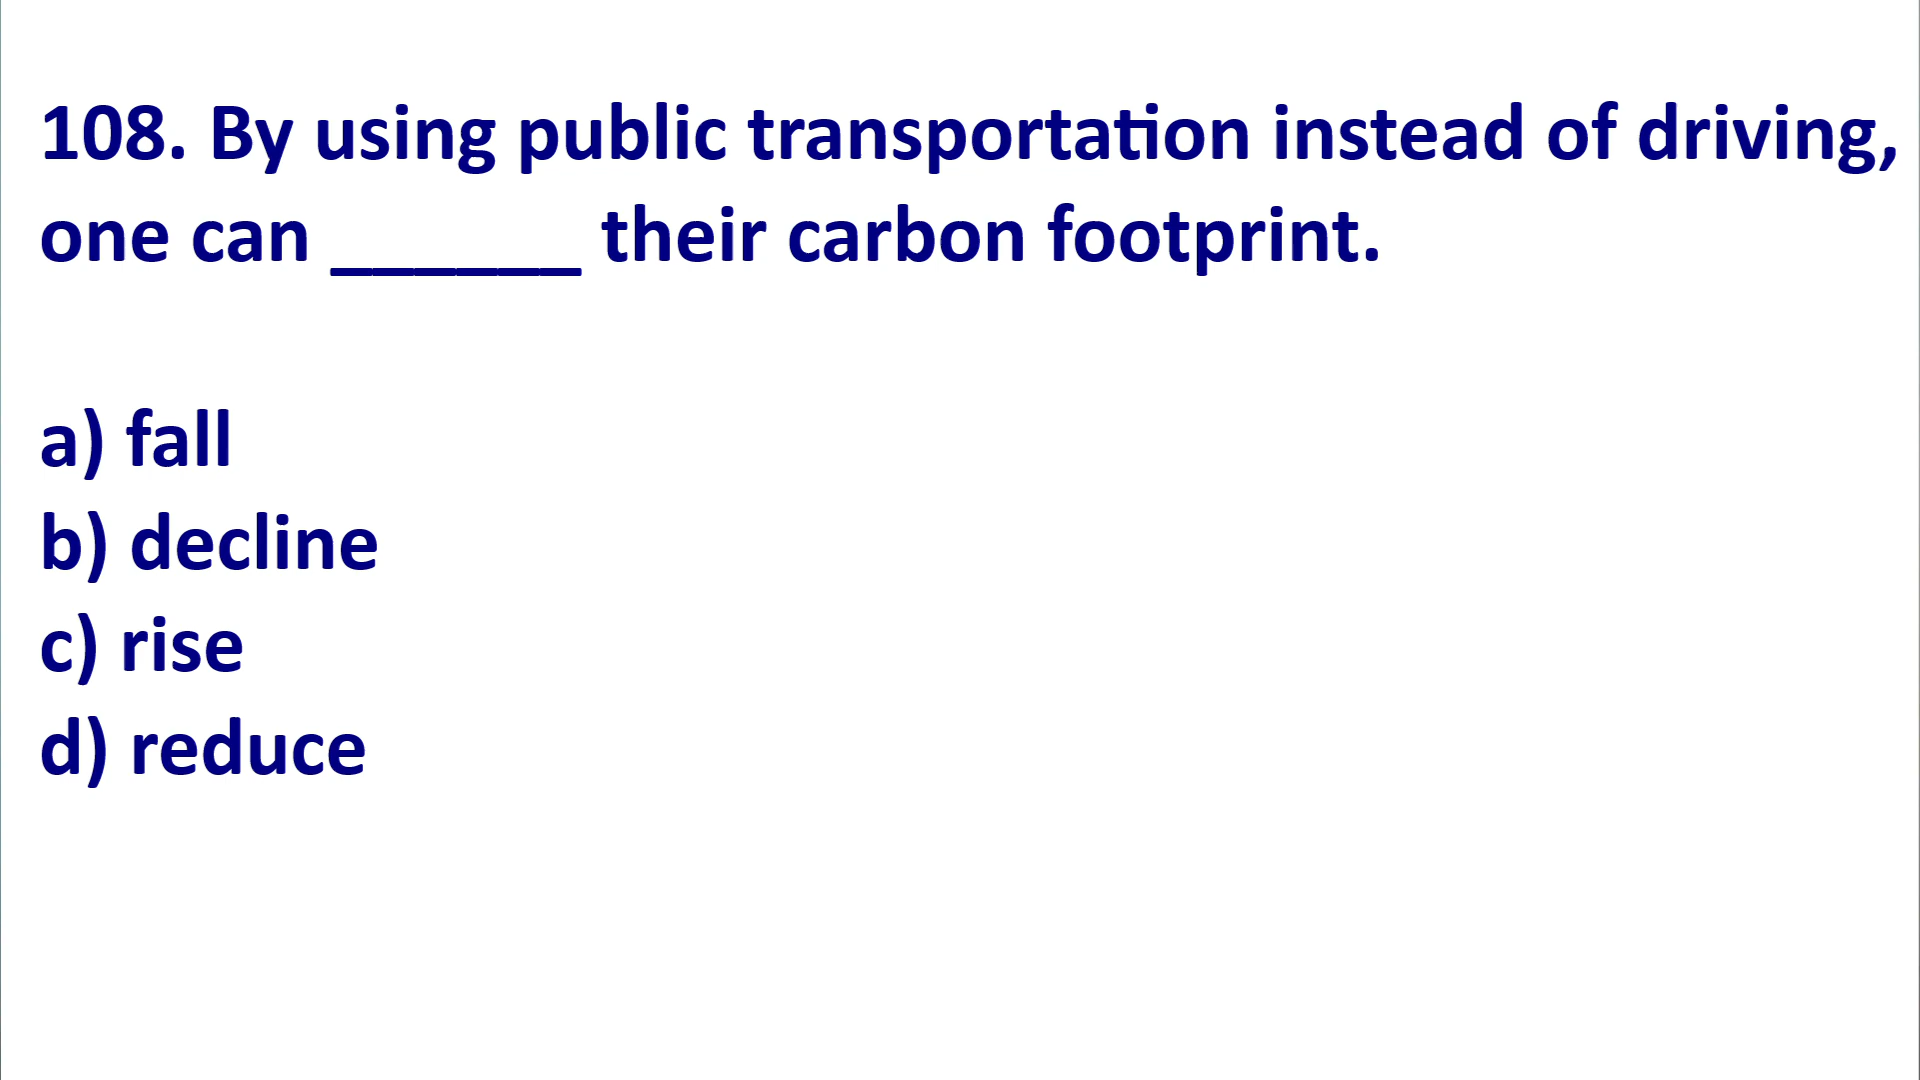 108. By using public transportation instead of driving,
one can ______ their carbon footprint.
a) fall
b) decline
c) rise
d) reduce